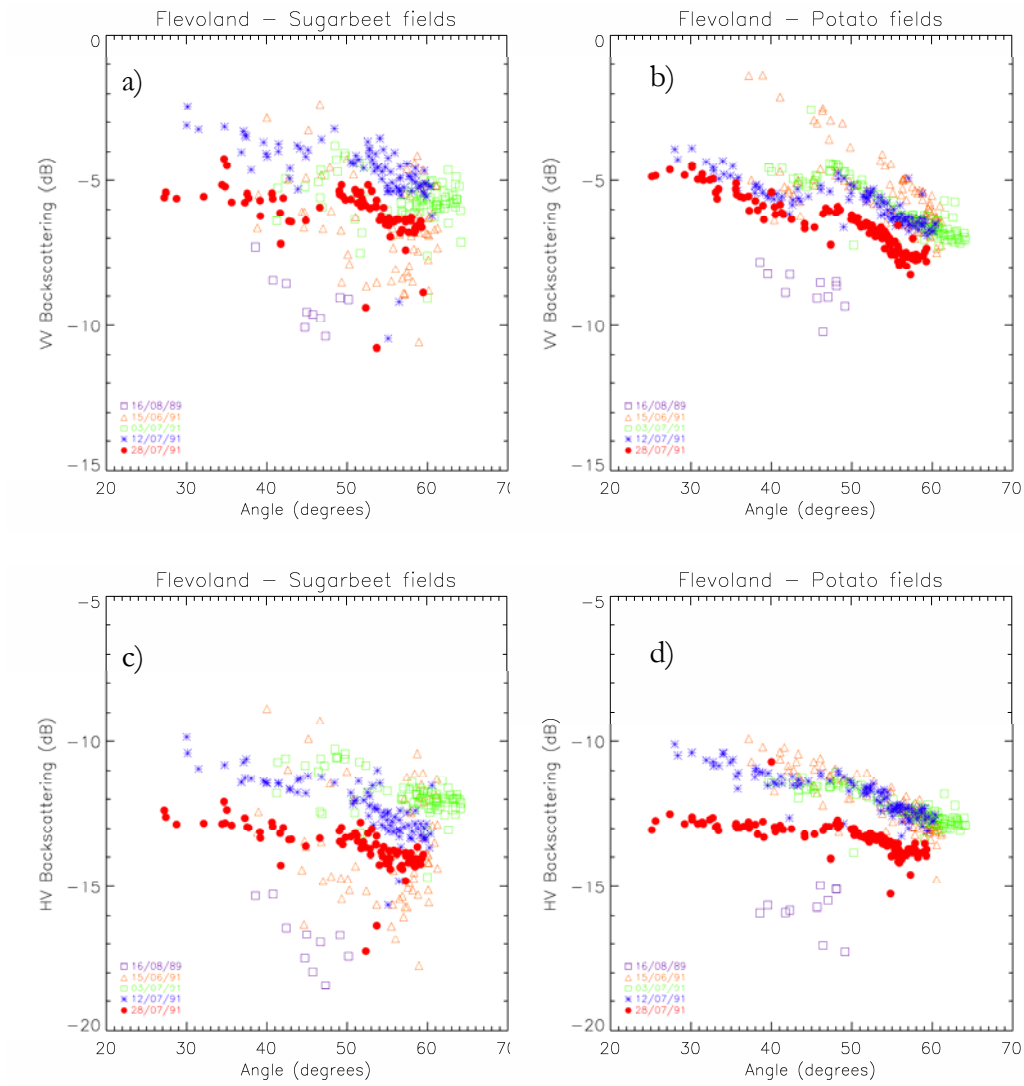 Flevoland − Sugarbeet fields
a)
VV Backscattering (dB)
0
−5
−10
−15
16/08/89
15/06/91
03/07/91
12/07/91
28/07/91
20 30 40 50 60 70
Angle (degrees)
Flevoland − Potato fields
b)
VV Backscattering (dB)
0
−5
−10
−15
16/08/89
15/06/91
03/07/91
12/07/91
28/07/91
20 30 40 50 60 70
Angle (degrees)
Flevoland − Sugarbeet fields
c)
HV Backscattering (dB)
−5
−10
−15
−20
16/08/89
15/06/91
03/07/91
12/07/91
28/07/91
20 30 40 50 60 70
Angle (degrees)
Flevoland − Potato fields
d)
HV Backscattering (dB)
−5
−10
−15
−20
16/08/89
15/06/91
03/07/91
12/07/91
28/07/91
20 30 40 50 60 70
Angle (degrees)